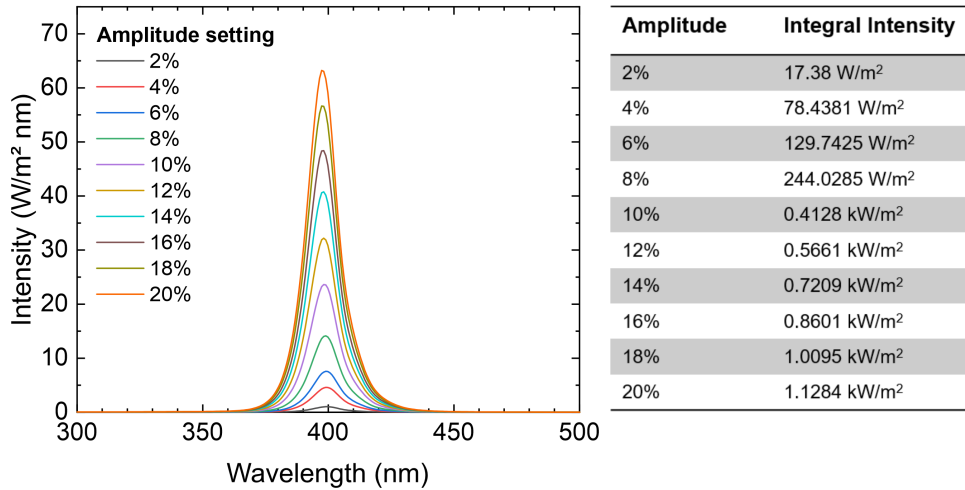 Amplitude setting
2%
4%
6%
8%
10%
12%
14%
16%
18%
20%
Intensity (W/m² nm)
70
60
50
40
30
20
10
0
300
350
400
450
500
Wavelength (nm)
Amplitude Integral Intensity
2% 17.38 W/m²
4% 78.4381 W/m²
6% 129.7425 W/m²
8% 244.0285 W/m²
10% 0.4128 kW/m²
12% 0.5661 kW/m²
14% 0.7209 kW/m²
16% 0.8601 kW/m²
18% 1.0095 kW/m²
20% 1.1284 kW/m²